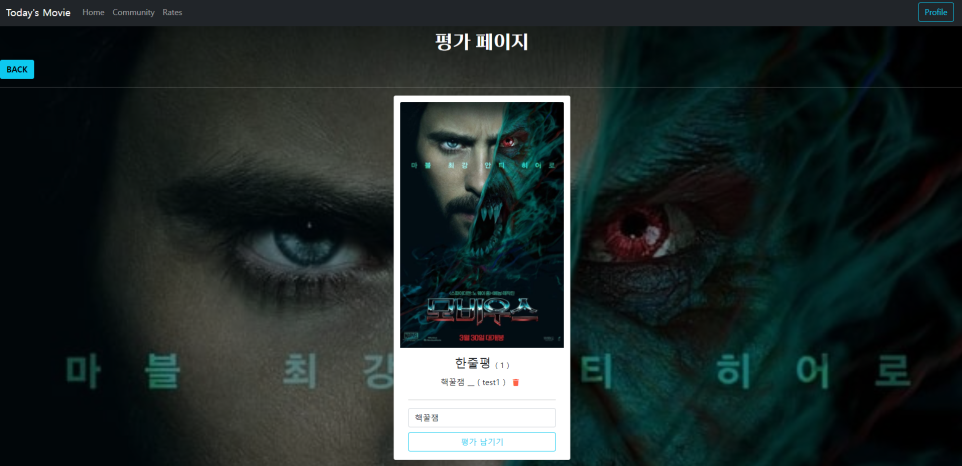 Today's Movie Home Community Rates Profile
평가 페이지
BACK
마블 최강 안티 히어로
모비우스
한줄평 ( 1 )
핵꿀잼 __ ( test1 )
핵꿀잼
평가 남기기
마블 최강 티 히어로